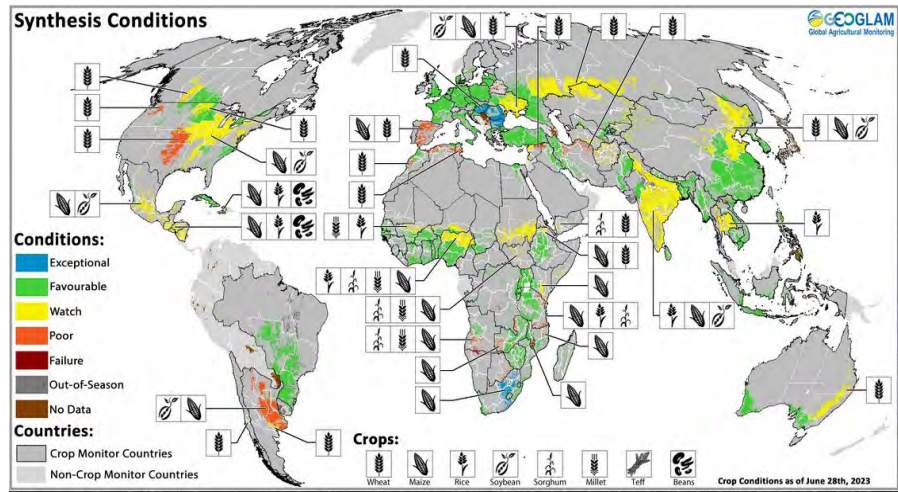 Synthesis Conditions
GEOGLAM
Global Agricultural Monitoring
Conditions:
Exceptional
Favourable
Watch
Poor
Failure
Out-of-Season
No Data
Countries:
Crop Monitor Countries
Non-Crop Monitor Countries
Crops:
Wheat Maize Rice Soybean Sorghum Millet Teff Beans
Crop Conditions as of June 28th, 2023